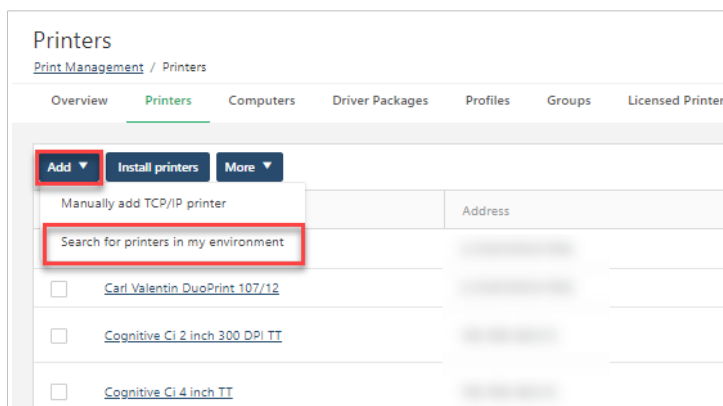 Printers
Print Management / Printers
Overview Printers Computers Driver Packages Profiles Groups Licensed Printer
Add Install printers More
Manually add TCP/IP printer
Address
Search for printers in my environment
Carl Valentin DuoPrint 107/12
Cognitive Ci 2 inch 300 DPI TT
Cognitive Ci 4 inch TT